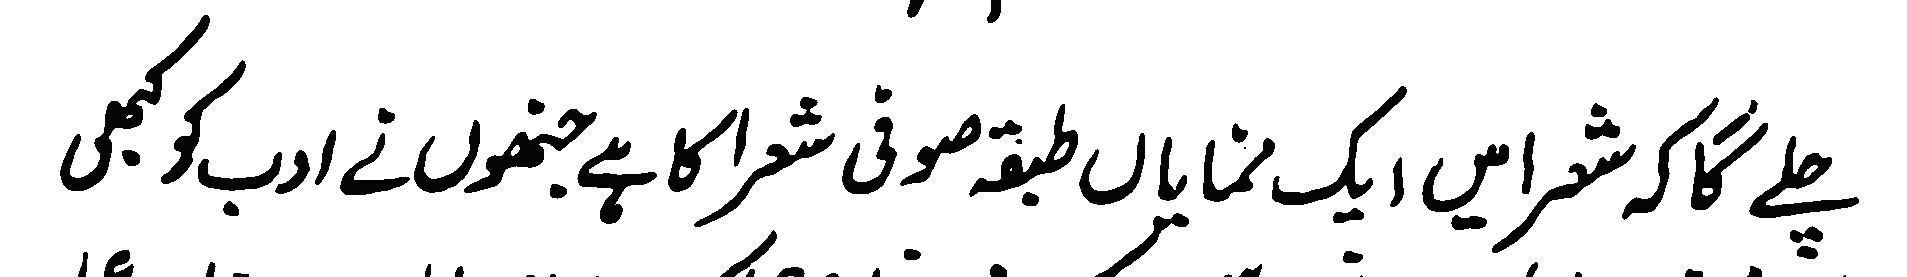 چلے گا کہ شعرا میں ایک نمایاں طبقہ صوفی شعرا کا ہے جنھوں نے ادب کو کبھی